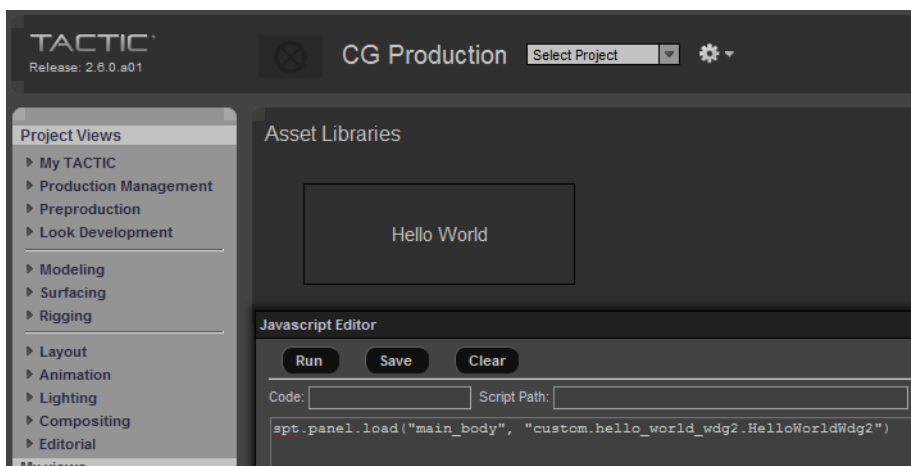 TACTIC
Release: 2.6.0.a01
CG Production
Select Project
Project Views
My TACTIC
Production Management
Preproduction
Look Development
Modeling
Surfacing
Rigging
Layout
Animation
Lighting
Compositing
Editorial
My views
Asset Libraries
Hello World
Javascript Editor
Run Save Clear
Code: Script Path:
spt.panel.load("main_body", "custom.hello_world_wdg2.HelloWorldWdg2")